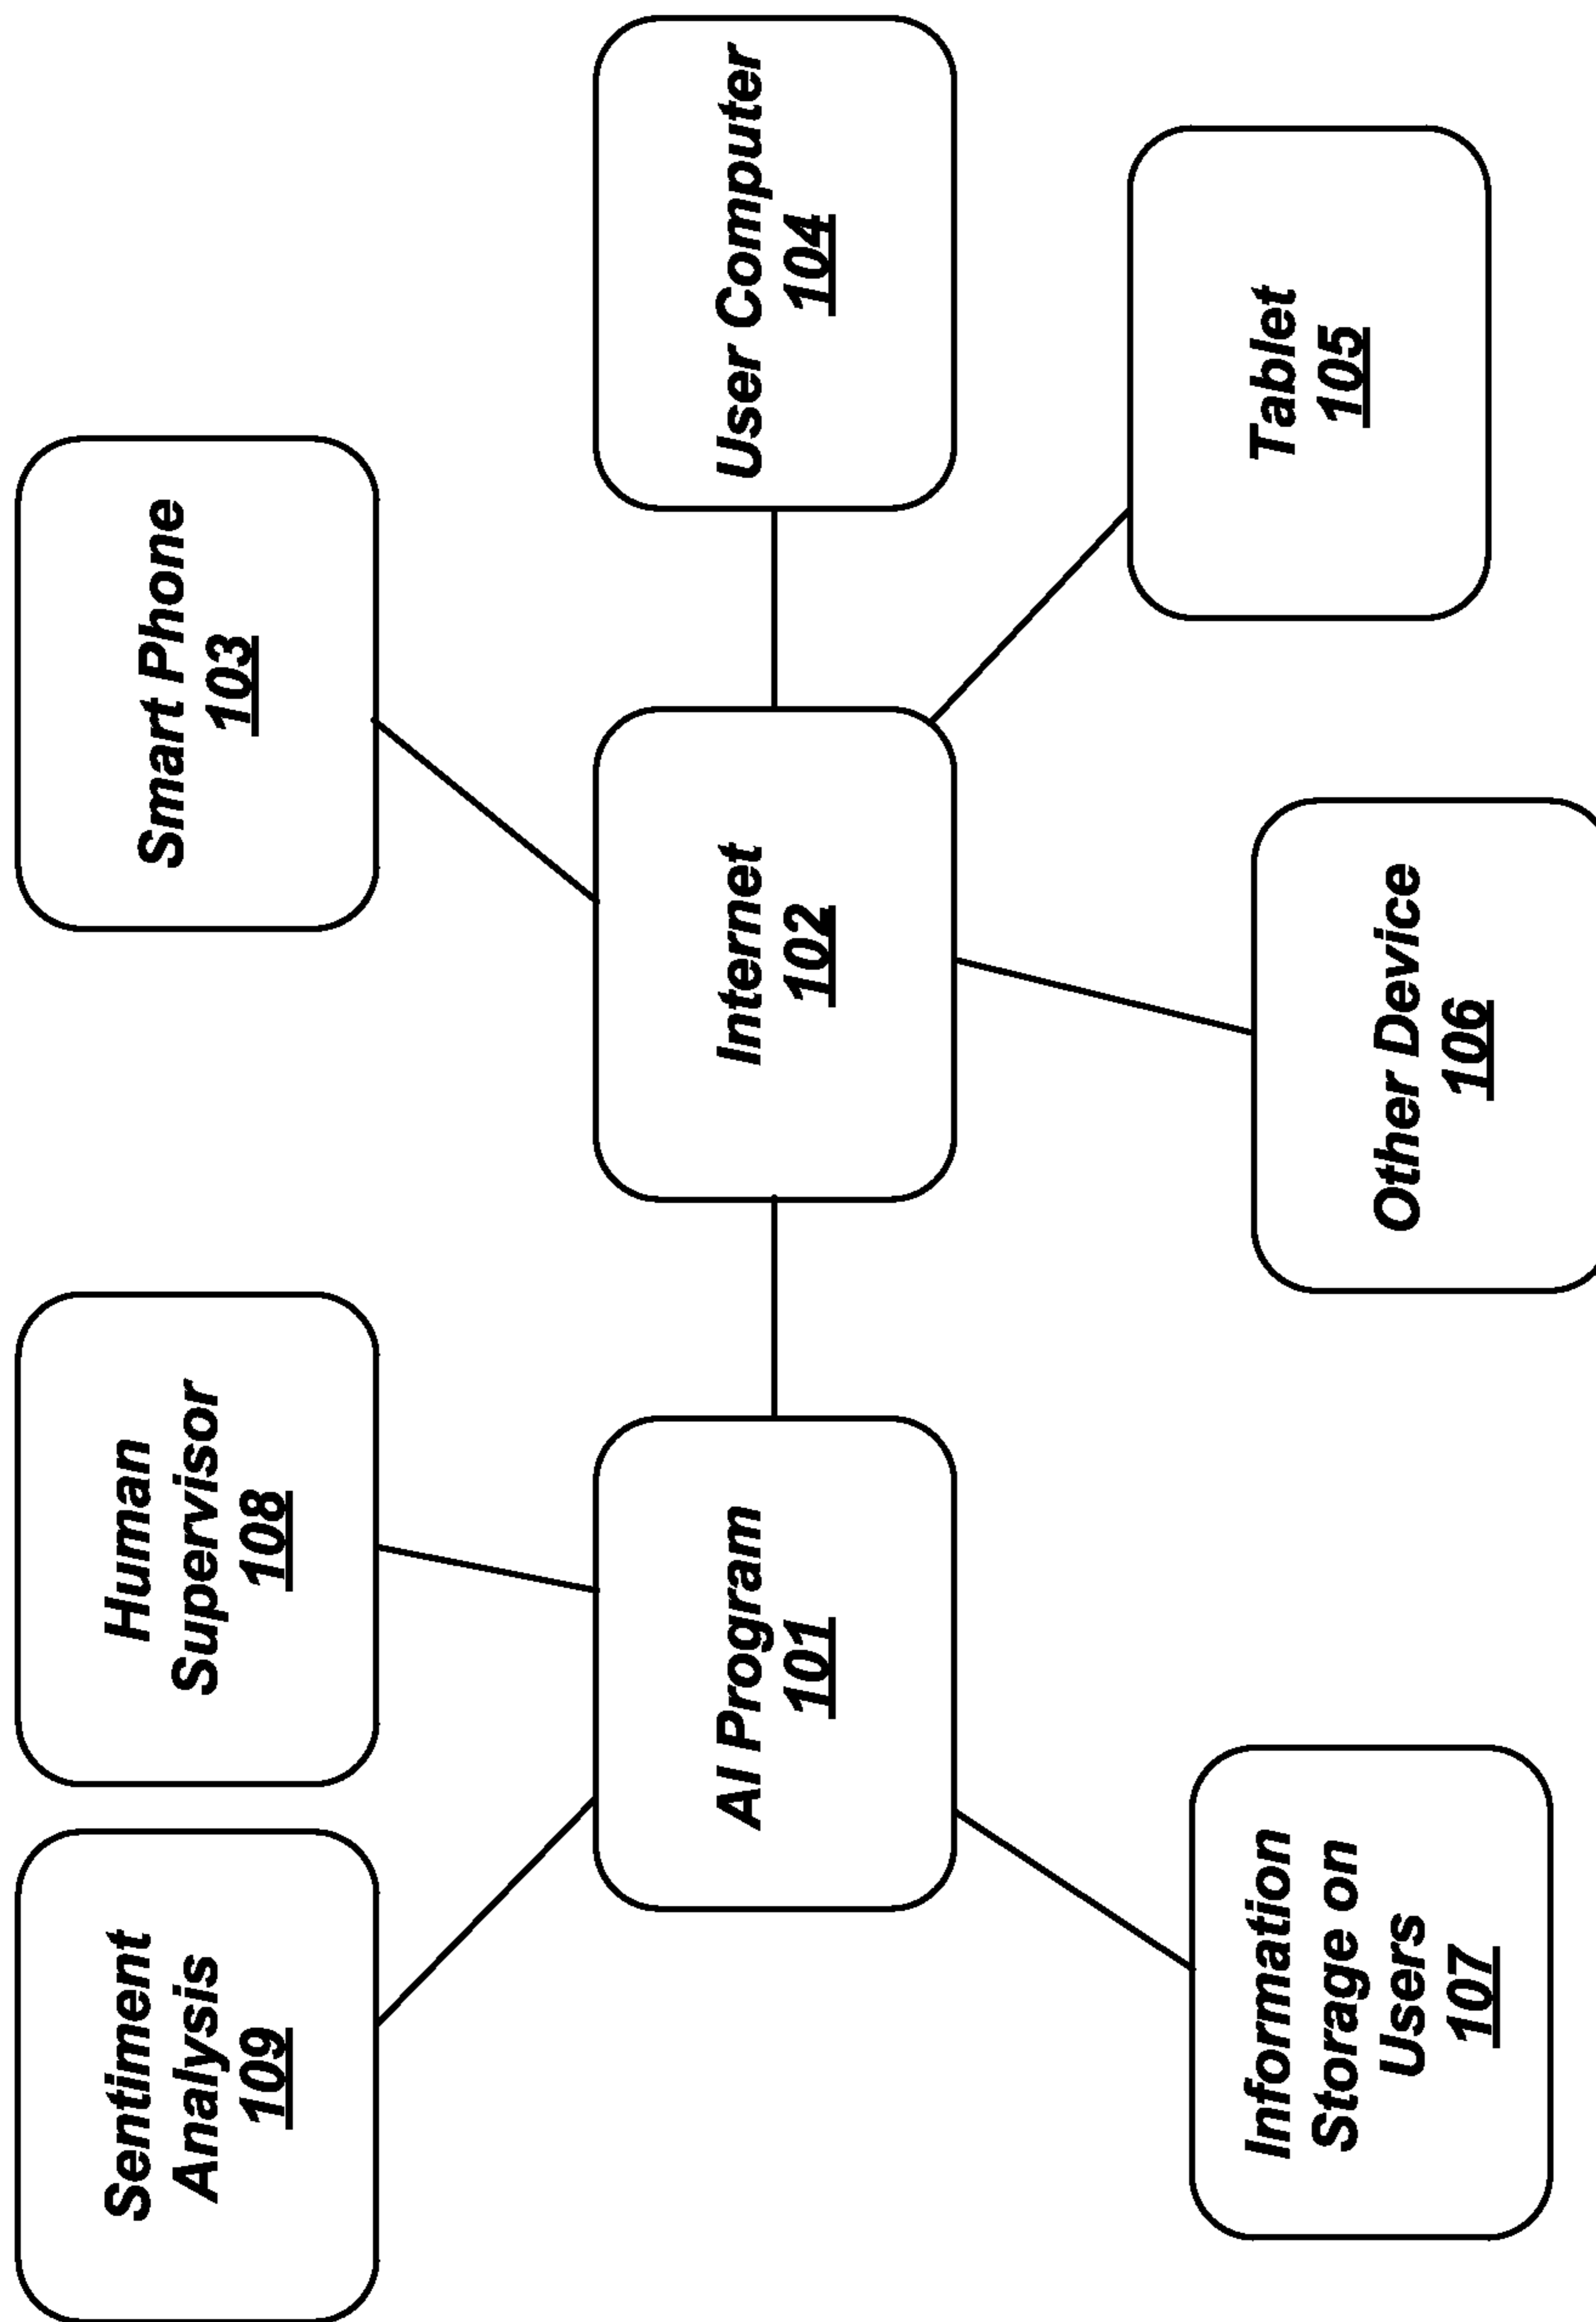 Sentiment
Analysis
109
Human
Supervisor
108
Smart Phone
103
AI Program
101
Internet
102
User Computer
104
Information
Storage on
Users
107
Other Device
106
Tablet
105